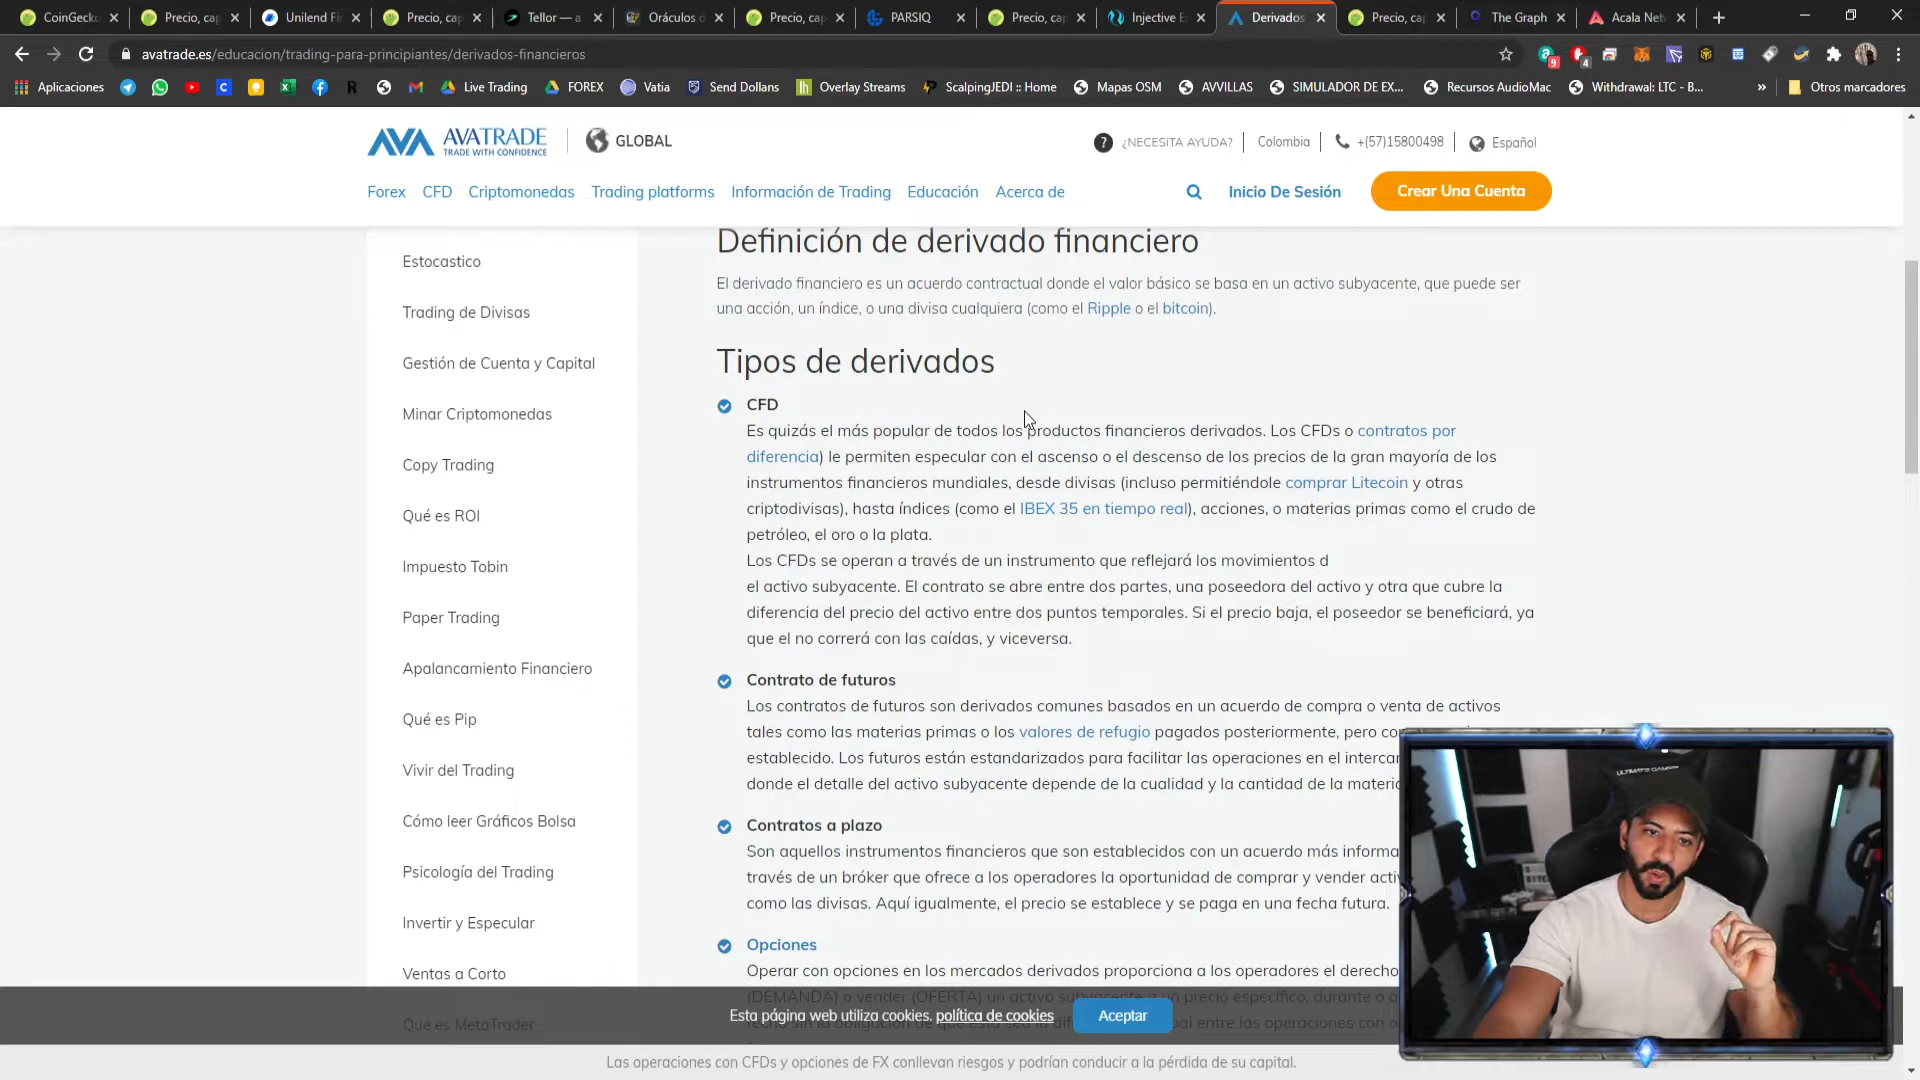 CoinGecko
Precio, cap
Unilend Fi
Precio, cap
Tellor — a
Oráculos d
Precio, cap
PARSIQ
Precio, cap
Injective E
Derivados
Precio, cap
The Graph
Acala Net
avatrade.es/educacion/trading-para-principiantes/derivados-financieros
9
4
Aplicaciones
Live Trading
FOREX
Vatia
Send Dollans
Overlay Streams
ScalpingJEDI :: Home
Mapas OSM
AVVILLAS
SIMULADOR DE EX...
Recursos AudioMac
Withdrawal: LTC - B...
»
Otros marcadores
AVATRADE
TRADE WITH CONFIDENCE
GLOBAL
¿NECESITA AYUDA?
Colombia
+(57)15800498
Español
Forex
CFD
Criptomonedas
Trading platforms
Información de Trading
Educación
Acerca de
Inicio De Sesión
Crear Una Cuenta
Estocastico
Trading de Divisas
Gestión de Cuenta y Capital
Minar Criptomonedas
Copy Trading
Qué es ROI
Impuesto Tobin
Paper Trading
Apalancamiento Financiero
Qué es Pip
Vivir del Trading
Cómo leer Gráficos Bolsa
Psicología del Trading
Invertir y Especular
Ventas a Corto
Qué es MetaTrader
Definición de derivado financiero
El derivado financiero es un acuerdo contractual donde el valor básico se basa en un activo subyacente, que puede ser
una acción, un índice, o una divisa cualquiera (como el Ripple o el bitcoin).
Tipos de derivados
CFD
Es quizás el más popular de todos los productos financieros derivados. Los CFDs o contratos por
diferencia) le permiten especular con el ascenso o el descenso de los precios de la gran mayoría de los
instrumentos financieros mundiales, desde divisas (incluso permitiéndole comprar Litecoin y otras
criptodivisas), hasta índices (como el IBEX 35 en tiempo real), acciones, o materias primas como el crudo de
petróleo, el oro o la plata.
Los CFDs se operan a través de un instrumento que reflejará los movimientos d
el activo subyacente. El contrato se abre entre dos partes, una poseedora del activo y otra que cubre la
diferencia del precio del activo entre dos puntos temporales. Si el precio baja, el poseedor se beneficiará, ya
que el no correrá con las caídas, y viceversa.
Contrato de futuros
Los contratos de futuros son derivados comunes basados en un acuerdo de compra o venta de activos
tales como las materias primas o los valores de refugio pagados posteriormente, pero
establecido. Los futuros están estandarizados para facilitar las operaciones en el
donde el detalle del activo subyacente depende de la cualidad y la cantidad de la
Contratos a plazo
Son aquellos instrumentos financieros que son establecidos con un acuerdo más
través de un bróker que ofrece a los operadores la oportunidad de comprar y vender
como las divisas. Aquí igualmente, el precio se establece y se paga en una fecha futura.
Opciones
Operar con opciones en los mercados derivados proporciona a los operadores el derecho
(DEMANDA) o vender (OFERTA) un activo subyacente a un precio específico, durante o
Esta página web utiliza cookies. política de cookies
Aceptar
Las operaciones con CFDs y opciones de FX conllevan riesgos y podrían conducir a la pérdida de su capital.